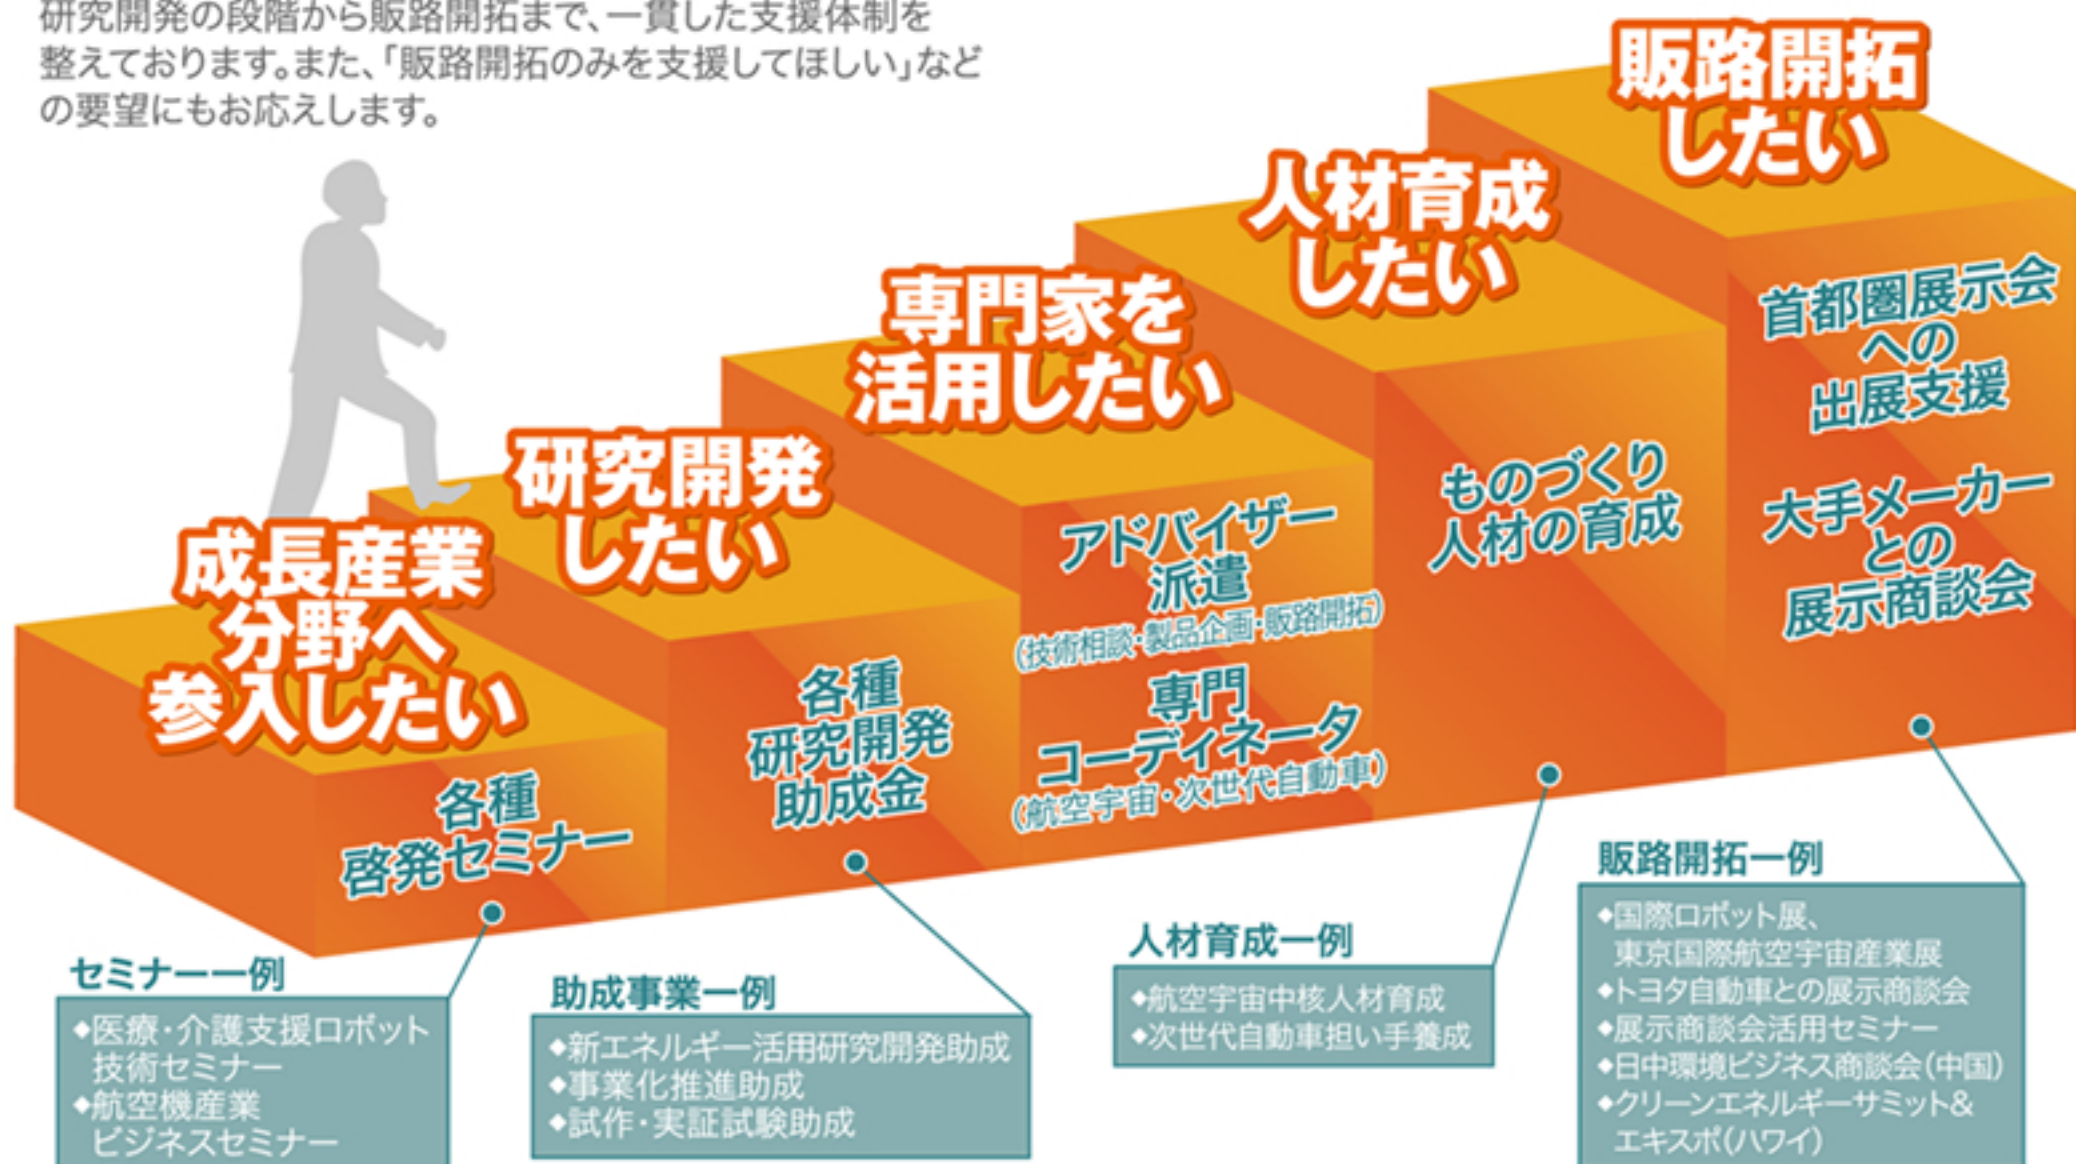 研究開発の段階から販路開拓まで、一貫した支援体制を
整えております。また、「販路開拓のみを支援してほしい」など
の要望にもお応えします。
成長産業
分野へ
参入したい
各種
啓発セミナー
研究開発
したい
各種
研究開発
助成金
専門家を
活用したい
アドバイザー
派遣
(技術相談・製品企画・販路開拓)
専門
コーディネータ
(航空宇宙・次世代自動車)
人材育成
したい
ものづくり
人材の育成
販路開拓
したい
首都圏展示会
への
出展支援
大手メーカー
との
展示商談会
セミナー一例
◆医療・介護支援ロボット
技術セミナー
◆航空機産業
ビジネスセミナー
助成事業一例
◆新エネルギー活用研究開発助成
◆事業化推進助成
◆試作・実証試験助成
人材育成一例
◆航空宇宙中核人材育成
◆次世代自動車担い手養成
販路開拓一例
◆国際ロボット展、
東京国際航空宇宙産業展
◆トヨタ自動車との展示商談会
◆展示商談会活用セミナー
◆日中環境ビジネス商談会(中国)
◆クリーンエネルギーサミット&
エキスポ(ハワイ)